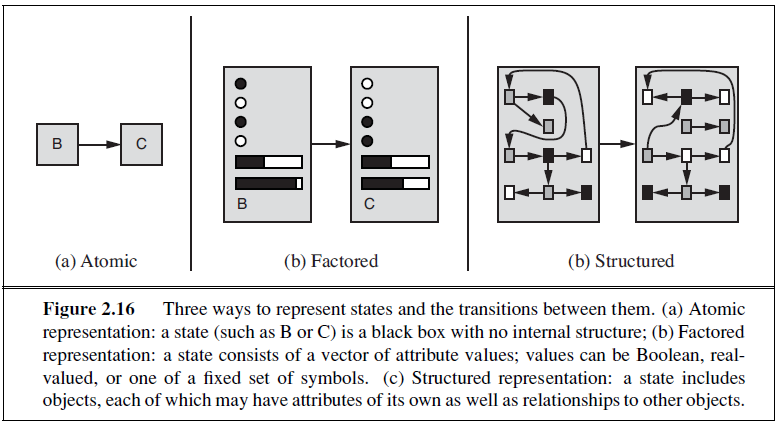 B
C
B
C
(a) Atomic
(b) Factored
(b) Structured
Figure 2.16 Three ways to represent states and the transitions between them. (a) Atomic
representation: a state (such as B or C) is a black box with no internal structure; (b) Factored
representation: a state consists of a vector of attribute values; values can be Boolean, real-
valued, or one of a fixed set of symbols. (c) Structured representation: a state includes
objects, each of which may have attributes of its own as well as relationships to other objects.